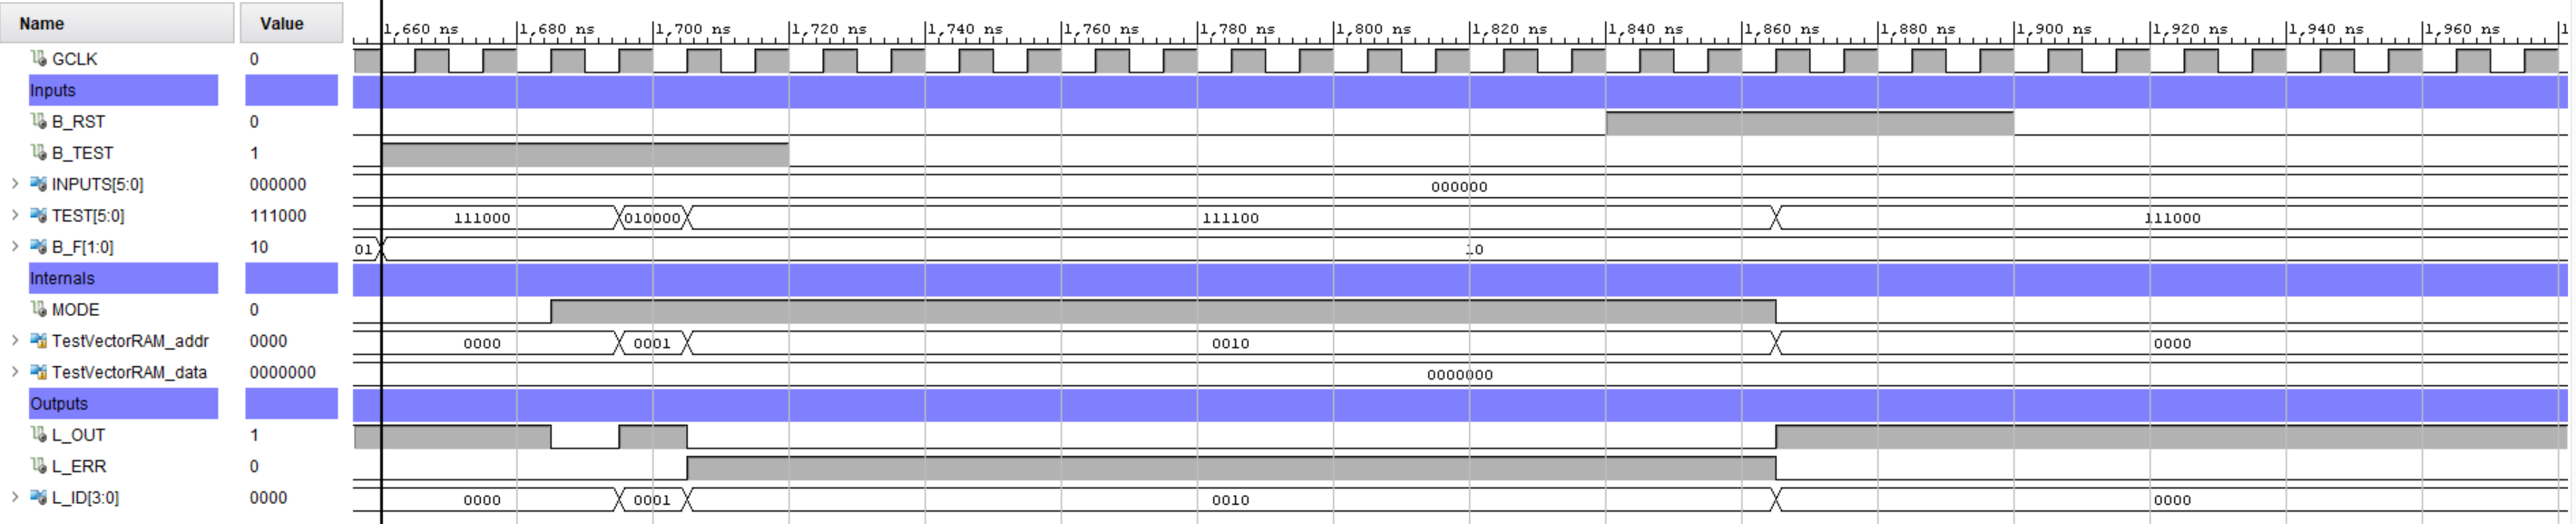 Name Value 1,660 ns 1,680 ns 1,700 ns 1,720 ns 1,740 ns 1,760 ns 1,780 ns 1,800 ns 1,820 ns 1,840 ns 1,860 ns 1,880 ns 1,900 ns 1,920 ns 1,940 ns 1,960 ns 1
GCLK 0
Inputs
B_RST 0
B_TEST 1
INPUTS[5:0] 000000 000000
TEST[5:0] 111000 111000 010000 111100 111000
B_F[1:0] 10 01 10
Internals
MODE 0
TestVectorRAM_addr 0000 0000 0001 0010 0000
TestVectorRAM_data 0000000 0000000
Outputs
L_OUT 1
L_ERR 0
L_ID[3:0] 0000 0000 0001 0010 0000